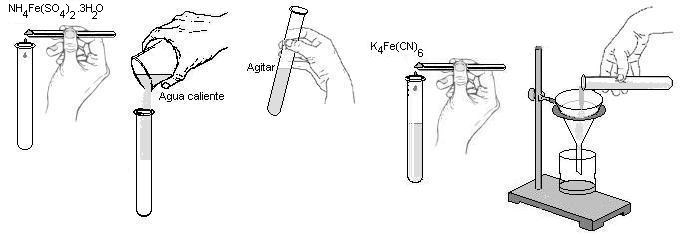 NH4Fe(SO4)2.3H2O
Agua caliente
Agitar
K4Fe(CN)6